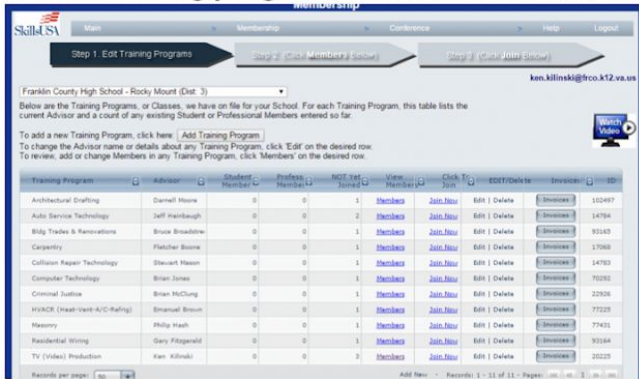 Membership
SkillsUSA
Main Membership Conference Help Logout
Step 1. Edit Training Programs Step 2. (Click Members Below) Step 3. (Click Join Below)
ken.kilinski@frco.k12.va.us
Franklin County High School - Rocky Mount (Dist: 3)
Below are the Training Programs, or Classes, we have on file for your School. For each Training Program, this table lists the
current Advisor and a count of any existing Student or Professional Members entered so far.
Watch
Video
To add a new Training Program, click here: Add Training Program
To change the Advisor name or details about any Training Program, click 'Edit' on the desired row.
To review, add or change Members in any Training Program, click 'Members' on the desired row.
Training Program Advisor Student Member Profess. Member NOT Yet Joined View Members Click To Join EDIT/Delete Invoices ID
Architectural Drafting Darnell Moore 0 0 1 Members Join Now Edit | Delete Invoices 102497
Auto Service Technology Jeff Heinbaugh 0 0 2 Members Join Now Edit | Delete Invoices 14784
Bldg Trades & Renovations Bruce Broadstre 0 0 1 Members Join Now Edit | Delete Invoices 93165
Carpentry Fletcher Boone 0 0 1 Members Join Now Edit | Delete Invoices 17068
Collision Repair Technology Stewart Mason 0 0 1 Members Join Now Edit | Delete Invoices 14783
Computer Technology Brian Jones 0 0 1 Members Join Now Edit | Delete Invoices 70292
Criminal Justice Brian McClung 0 0 1 Members Join Now Edit | Delete Invoices 22926
HVACR (Heat-Vent-A/C-Refrig) Emanuel Brown 0 0 1 Members Join Now Edit | Delete Invoices 77225
Masonry Philip Hash 0 0 1 Members Join Now Edit | Delete Invoices 77431
Residential Wiring Gary Fitzgerald 0 0 1 Members Join Now Edit | Delete Invoices 93164
TV (Video) Production Ken Kilinski 0 0 3 Members Join Now Edit | Delete Invoices 20225
Records per page: 50 Add New - Records: 1 - 11 of 11 - Pages: 1